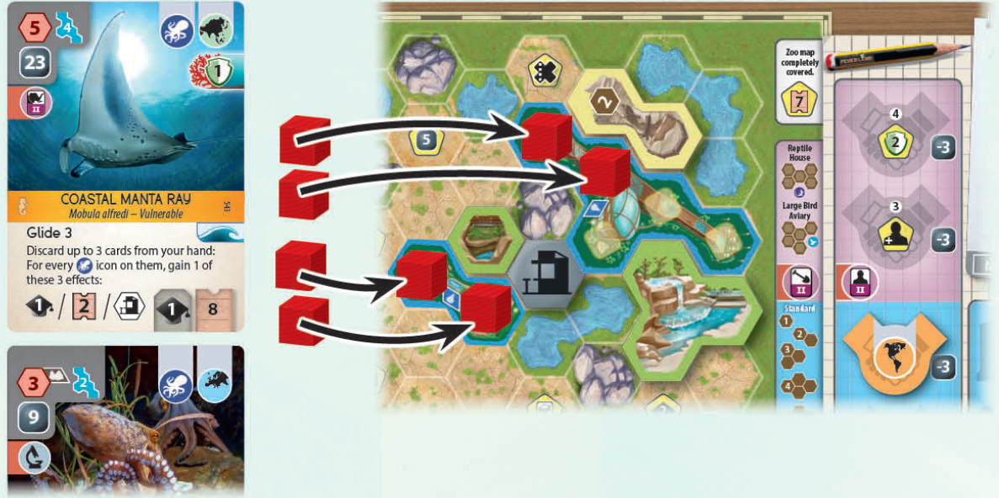 5
4
23
1
II
COASTAL MANTA RAY
Mobula alfredi – Vulnerable
543
Glide 3
Discard up to 3 cards from your hand:
For every icon on them, gain 1 of
these 3 effects:
1 / 2 /
1
8
3
2
9
5
2
Zoo map
completely
covered.
7
Reptile
House
Large Bird
Aviary
II
Standard
1
2
3
4
4
2
-3
3
+
-3
II
-3